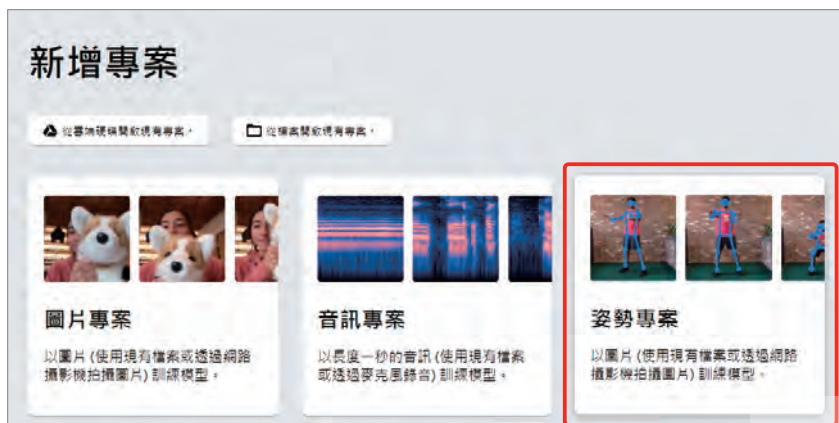 新增專案
從雲端硬碟開啟現有專案。
從檔案開啟現有專案。
圖片專案
以圖片 (使用現有檔案或透過網路
攝影機拍攝圖片) 訓練模型。
音訊專案
以長度一秒的音訊 (使用現有檔案
或透過麥克風錄音) 訓練模型。
姿勢專案
以圖片 (使用現有檔案或透過網路
攝影機拍攝圖片) 訓練模型。